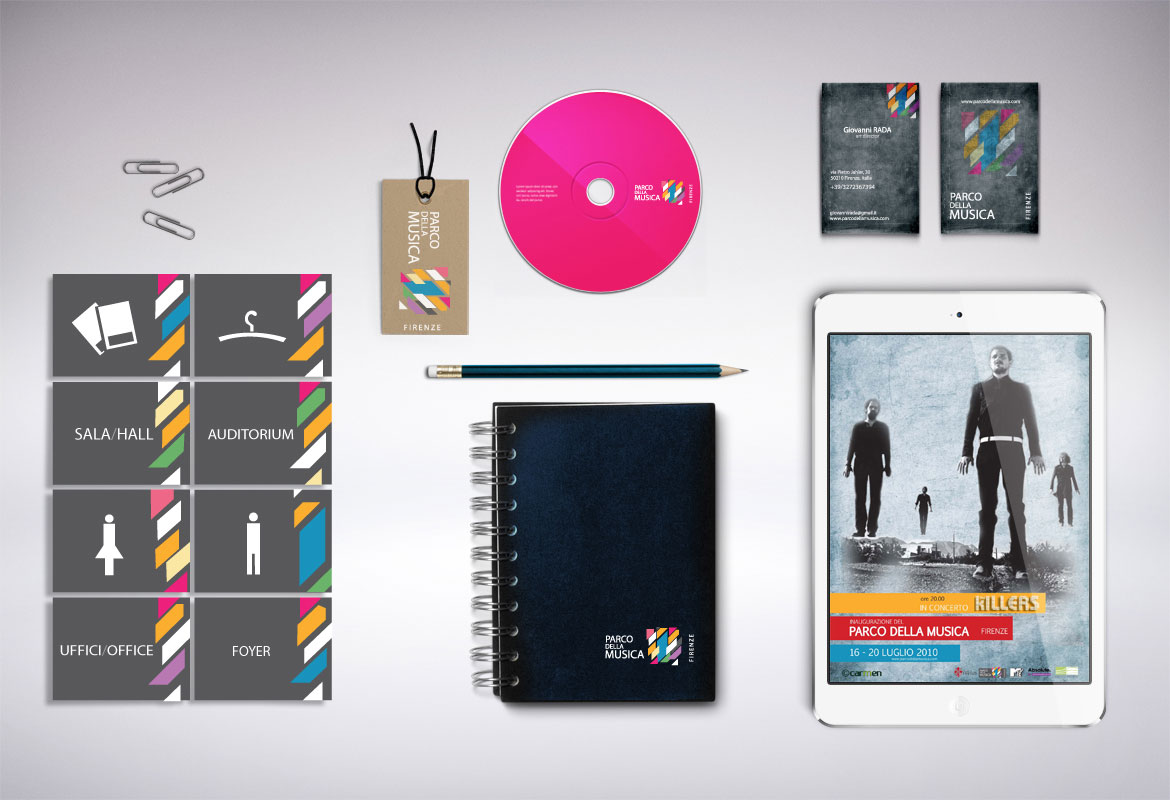 PARCO
DELLA
MUSICA
FIRENZE
PARCO
DELLA
MUSICA
FIRENZE
Giovanni RADA
art director
via Pietro Jahier, 20
50216 Firenze, Italia
+39/3272367394
giovannirada@gmail.it
www.parcodellamusica.com
www.parcodellamusica.com
PARCO
DELLA
MUSICA
FIRENZE
SALA/HALL
AUDITORIUM
UFFICI/OFFICE
FOYER
PARCO
DELLA
MUSICA
FIRENZE
ore 20.00
IN CONCERTO KILLERS
INAUGURAZIONE DEL
PARCO DELLA MUSICA FIRENZE
16 - 20 LUGLIO 2010
www.parcodellamusica.com
carmen
MTV
Absolute